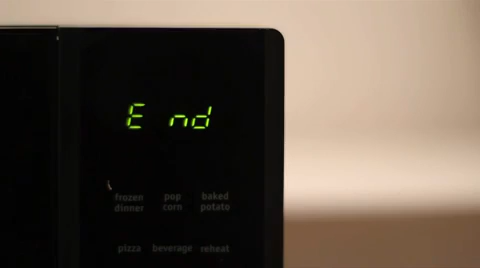 E nd
frozen dinner
pop corn
baked potato
pizza beverage reheat